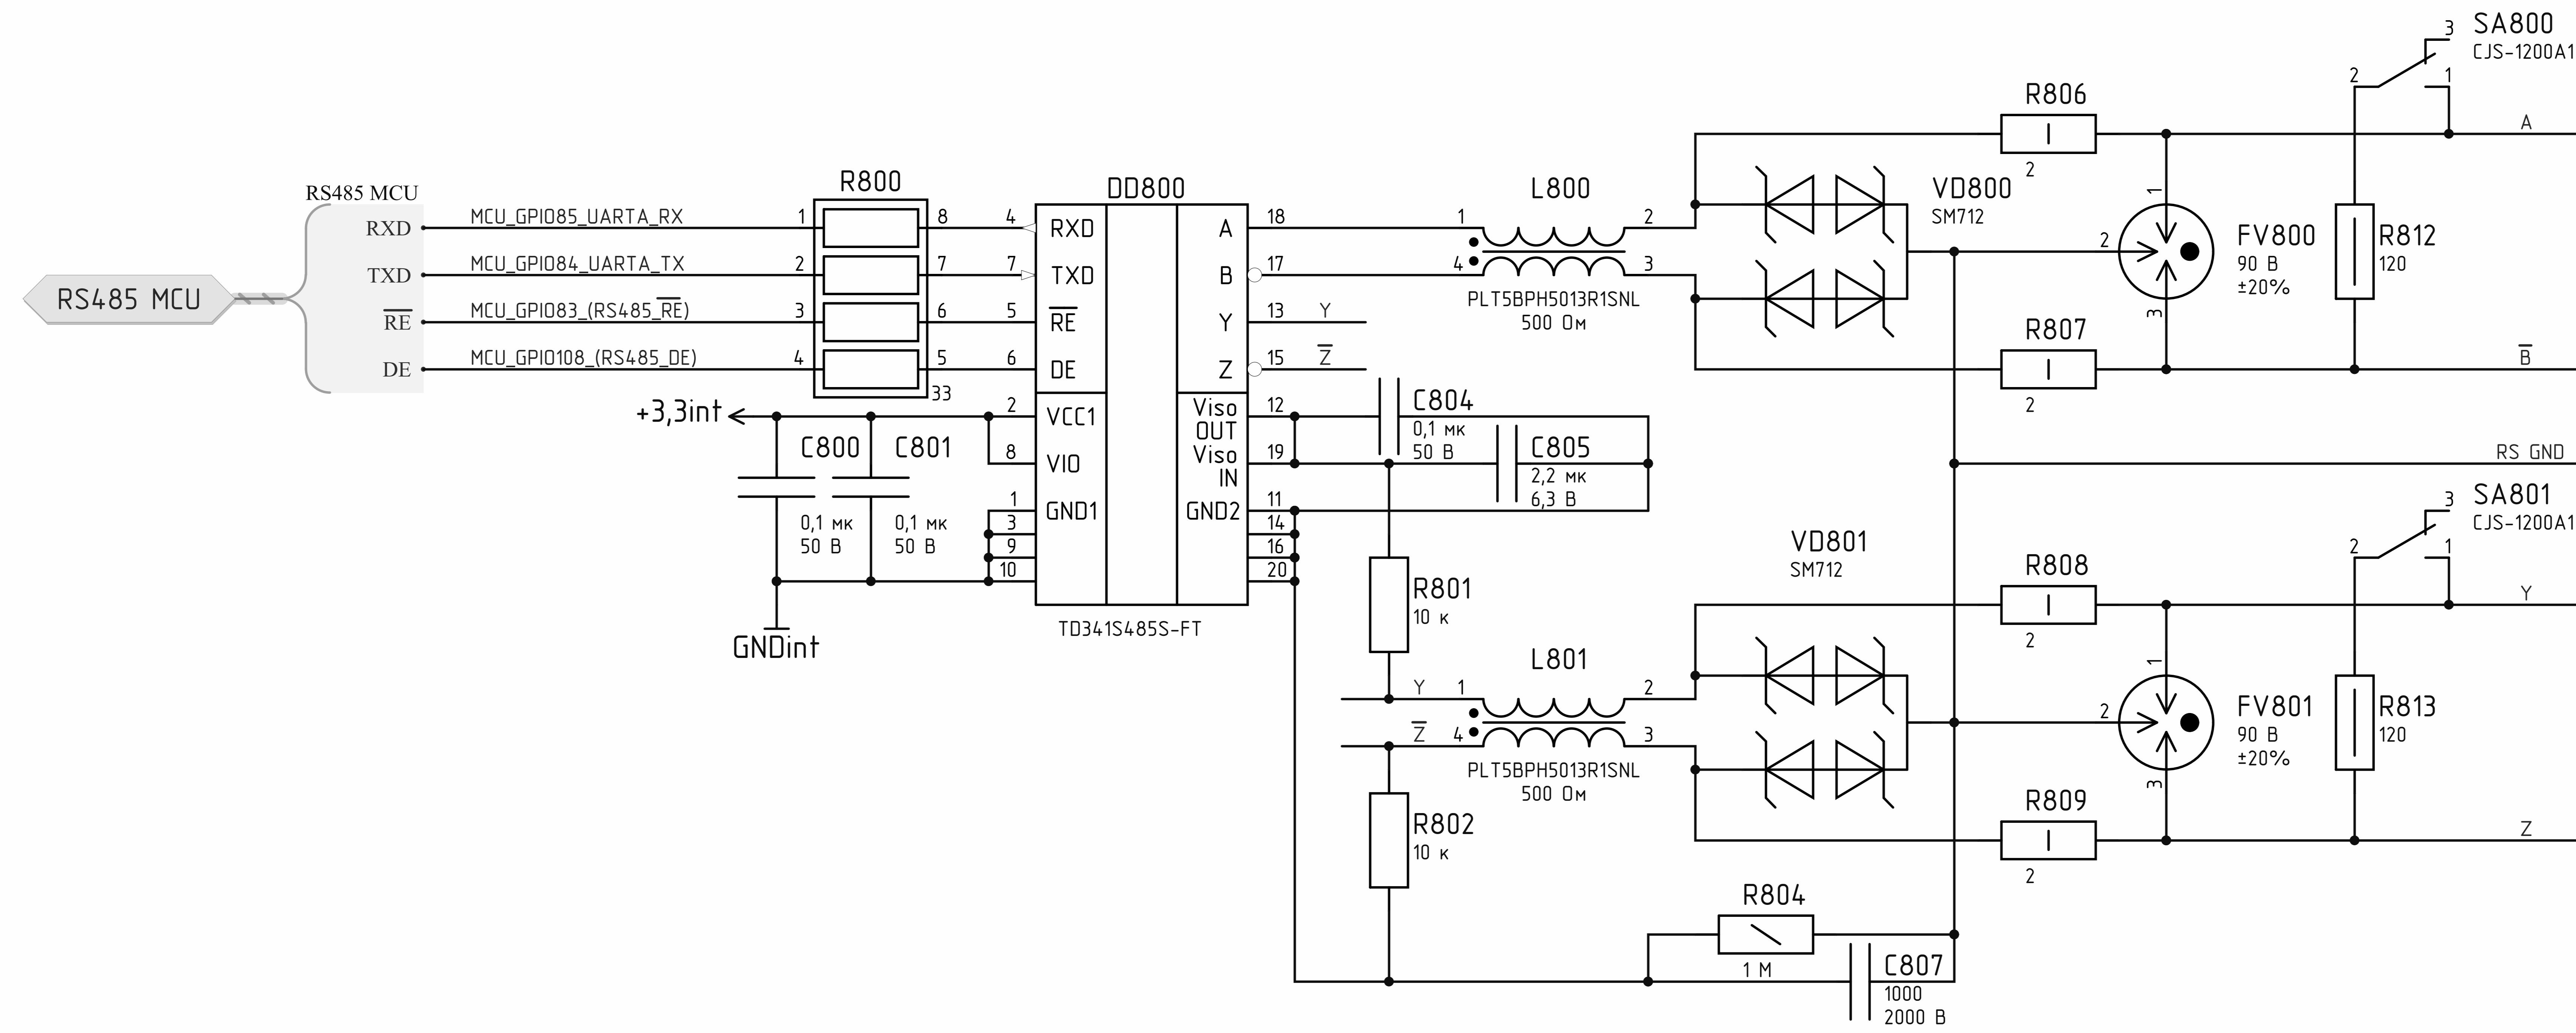 SA800
CJS-1200A1
3
2
1
R806
2
A
RS485 MCU
R800
DD800
L800
VD800
SM712
1
2
3
FV800
90 В
±20%
R812
120
RXD
MCU_GPIO85_UARTA_RX
1
8
4
RXD
A
18
1
2
TXD
MCU_GPIO84_UARTA_TX
2
7
7
TXD
B
17
4
3
RS485 MCU
RE
MCU_GPIO83_(RS485_RE)
3
6
5
RE
Y
13
Y
PLT5BPH5013R1SNL
500 Ом
DE
MCU_GPIO108_(RS485_DE)
4
5
6
DE
Z
15
Z
33
R807
2
B
+3,3int
2
VCC1
Viso
OUT
12
C804
0,1 мк
50 В
C800
0,1 мк
50 В
C801
0,1 мк
50 В
8
VIO
Viso
IN
19
C805
2,2 мк
6,3 В
RS GND
1
3
9
10
GND1
GND2
11
14
16
20
TD341S485S-FT
GNDint
SA801
CJS-1200A1
3
2
1
VD801
SM712
R808
2
Y
R801
10 к
L801
Y
1
2
Z
4
3
PLT5BPH5013R1SNL
500 Ом
1
2
3
FV801
90 В
±20%
R813
120
R802
10 к
R809
2
Z
R804
1 М
C807
1000
2000 В